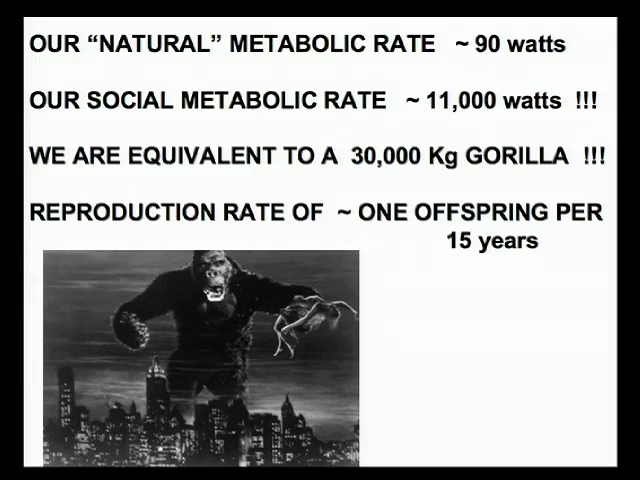 OUR “NATURAL” METABOLIC RATE ~ 90 watts
OUR SOCIAL METABOLIC RATE ~ 11,000 watts !!!
WE ARE EQUIVALENT TO A 30,000 Kg GORILLA !!!
REPRODUCTION RATE OF ~ ONE OFFSPRING PER
15 years